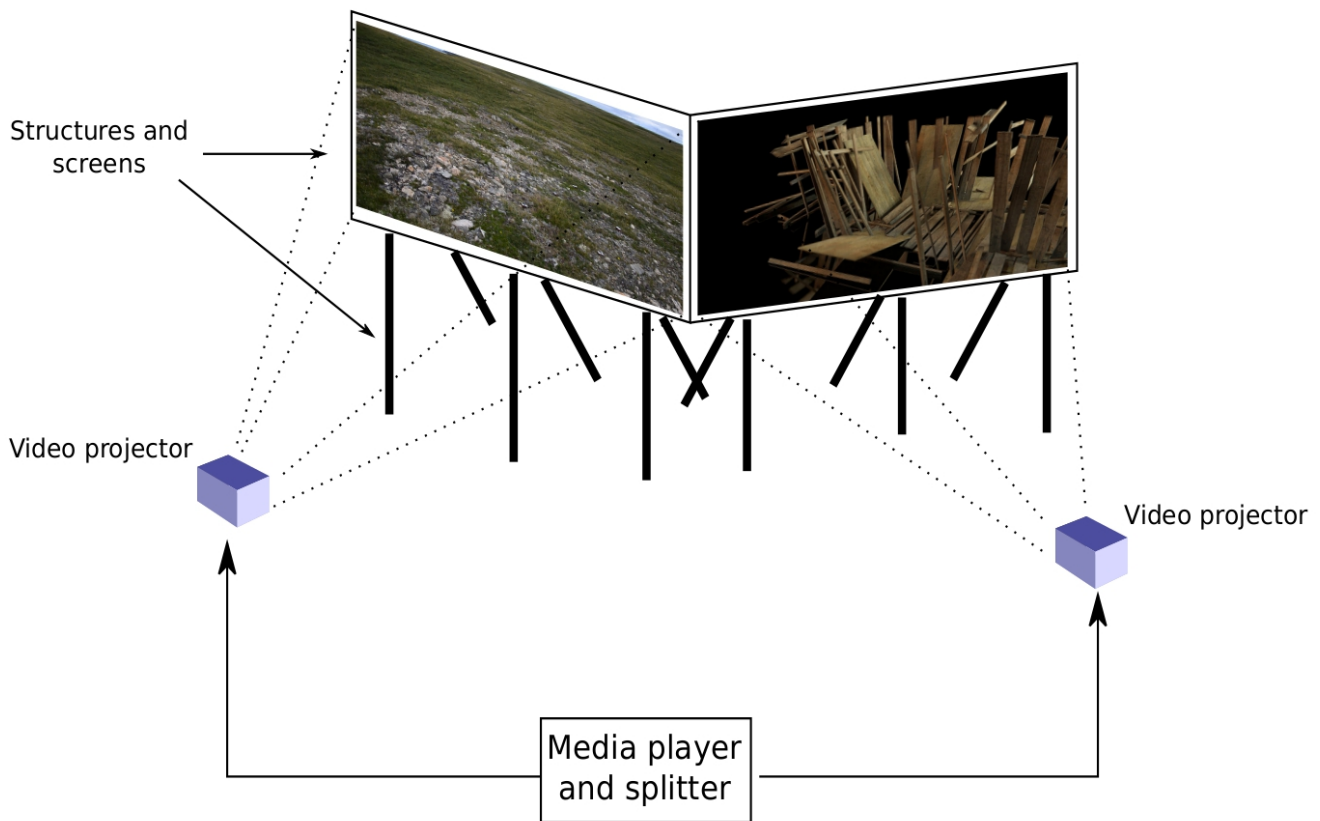 Structures and
screens
Video projector
Video projector
Media player
and splitter